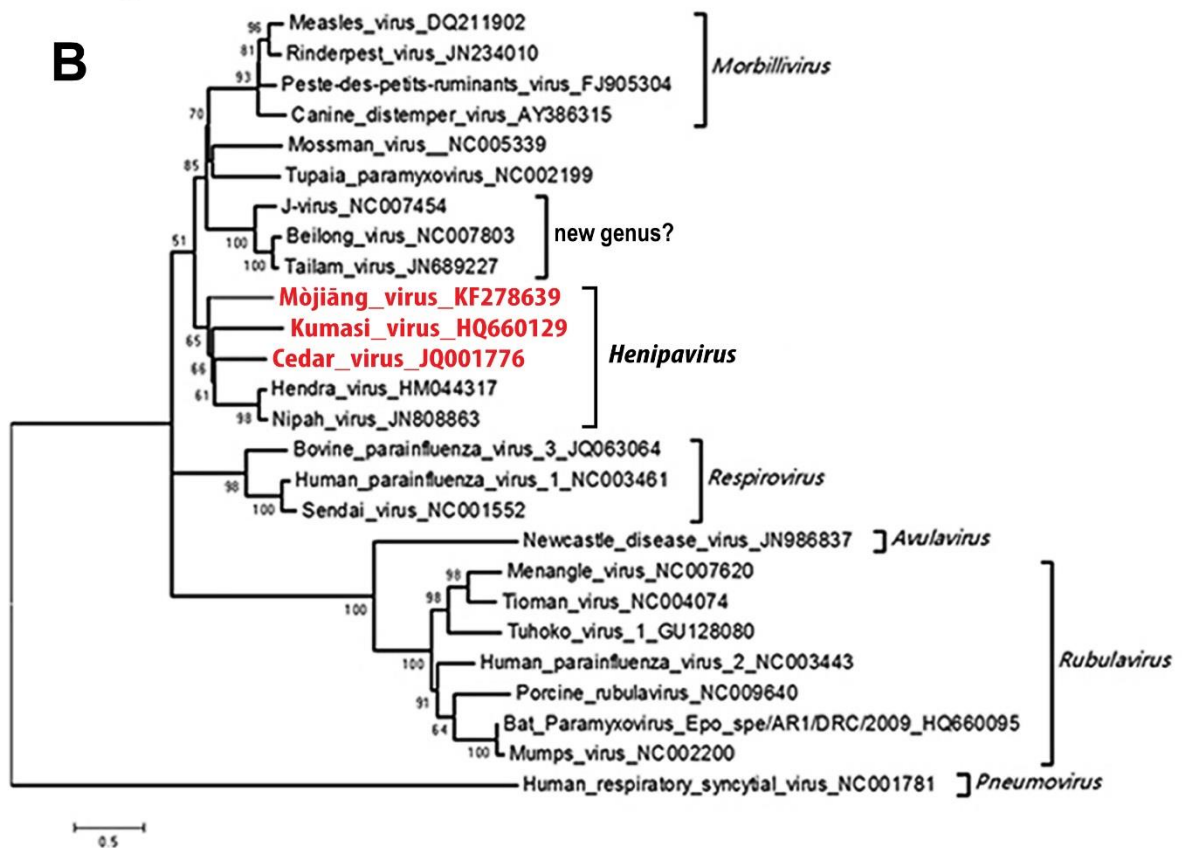 B
96
Measles_virus_DQ211902
81
Rinderpest_virus_JN234010
Morbillivirus
93
Peste-des-petits-ruminants_virus_FJ905304
70
Canine_distemper_virus_AY386315
Mossman_virus__NC005339
85
Tupaia_paramyxovirus_NC002199
J-virus_NC007454
51
100
Beilong_virus_NC007803
new genus?
100
Tailam_virus_JN689227
Mòjiāng_virus_KF278639
Kumasi_virus_HQ660129
65
Cedar_virus_JQ001776
Henipavirus
66
Hendra_virus_HM044317
61
98
Nipah_virus_JN808863
Bovine_parainfluenza_virus_3_JQ063064
98
Human_parainfluenza_virus_1_NC003461
Respirovirus
100
Sendai_virus_NC001552
Newcastle_disease_virus_JN986837
Avulavirus
98
Menangle_virus_NC007620
98
100
Tioman_virus_NC004074
Tuhoko_virus_1_GU128080
100
Human_parainfluenza_virus_2_NC003443
Rubulavirus
91
Porcine_rubulavirus_NC009640
64
Bat_Paramyxovirus_Epo_spe/AR1/DRC/2009_HQ660095
100
Mumps_virus_NC002200
Human_respiratory_syncytial_virus_NC001781
Pneumovirus
0.5